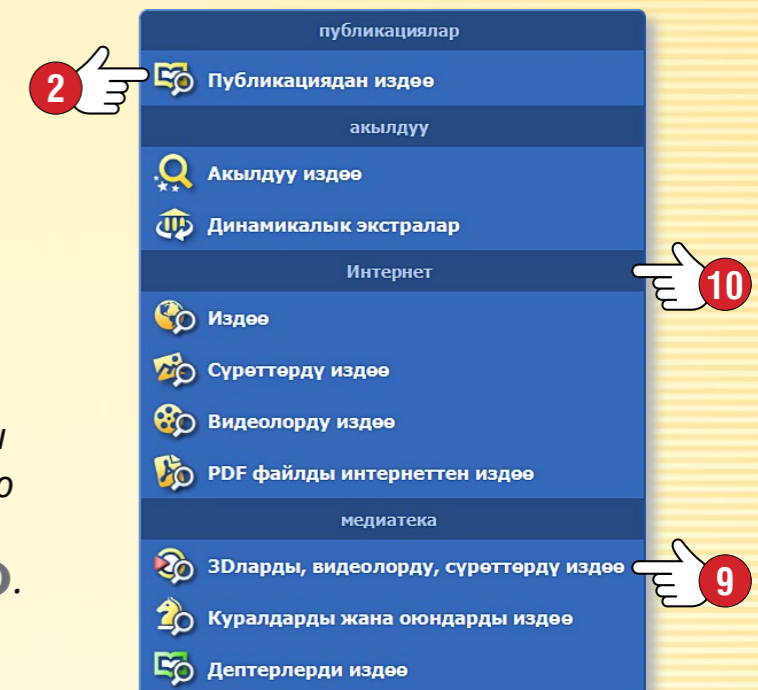 публикациялар
2
Публикациядан издөө
акылдуу
Акылдуу издөө
Динамикалык экстралар
Интернет
10
Издөө
Сүрөттөрдү издөө
Видеолорду издөө
PDF файлды интернеттен издөө
медиатека
3Dларды, видеолорду, сүрөттөрдү издөө
9
Куралдарды жана оюндарды издөө
Дептерлерди издөө